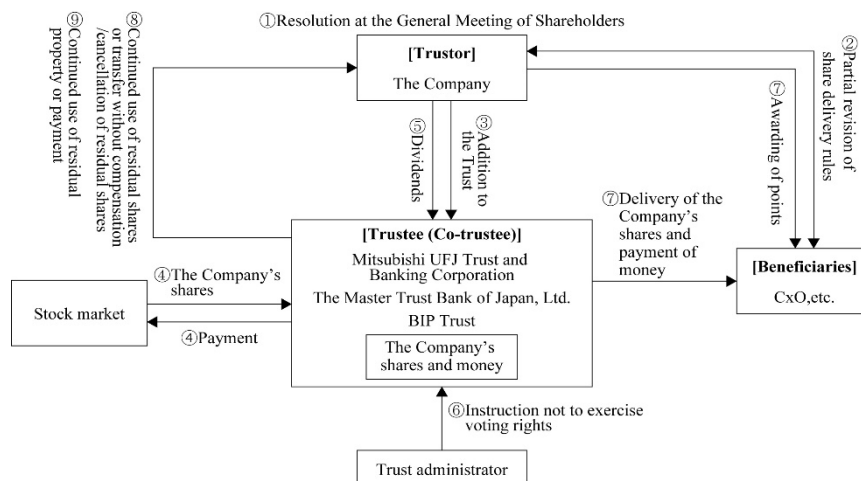 ①Resolution at the General Meeting of Shareholders
[Trustor]
The Company
⑨Continued use of residual
property or payment
⑧Continued use of residual shares
or transfer without compensation
/cancellation of residual shares
⑤Dividends
③Addition to
the Trust
②Partial revision of
share delivery rules
⑦Awarding of
points
[Trustee (Co-trustee)]
Mitsubishi UFJ Trust and
Banking Corporation
The Master Trust Bank of Japan, Ltd.
BIP Trust
The Company's
shares and money
⑦Delivery of the
Company's
shares and
payment of
money
[Beneficiaries]
CxO,etc.
④The Company's
shares
Stock market
④Payment
⑥Instruction not to exercise
voting rights
Trust administrator